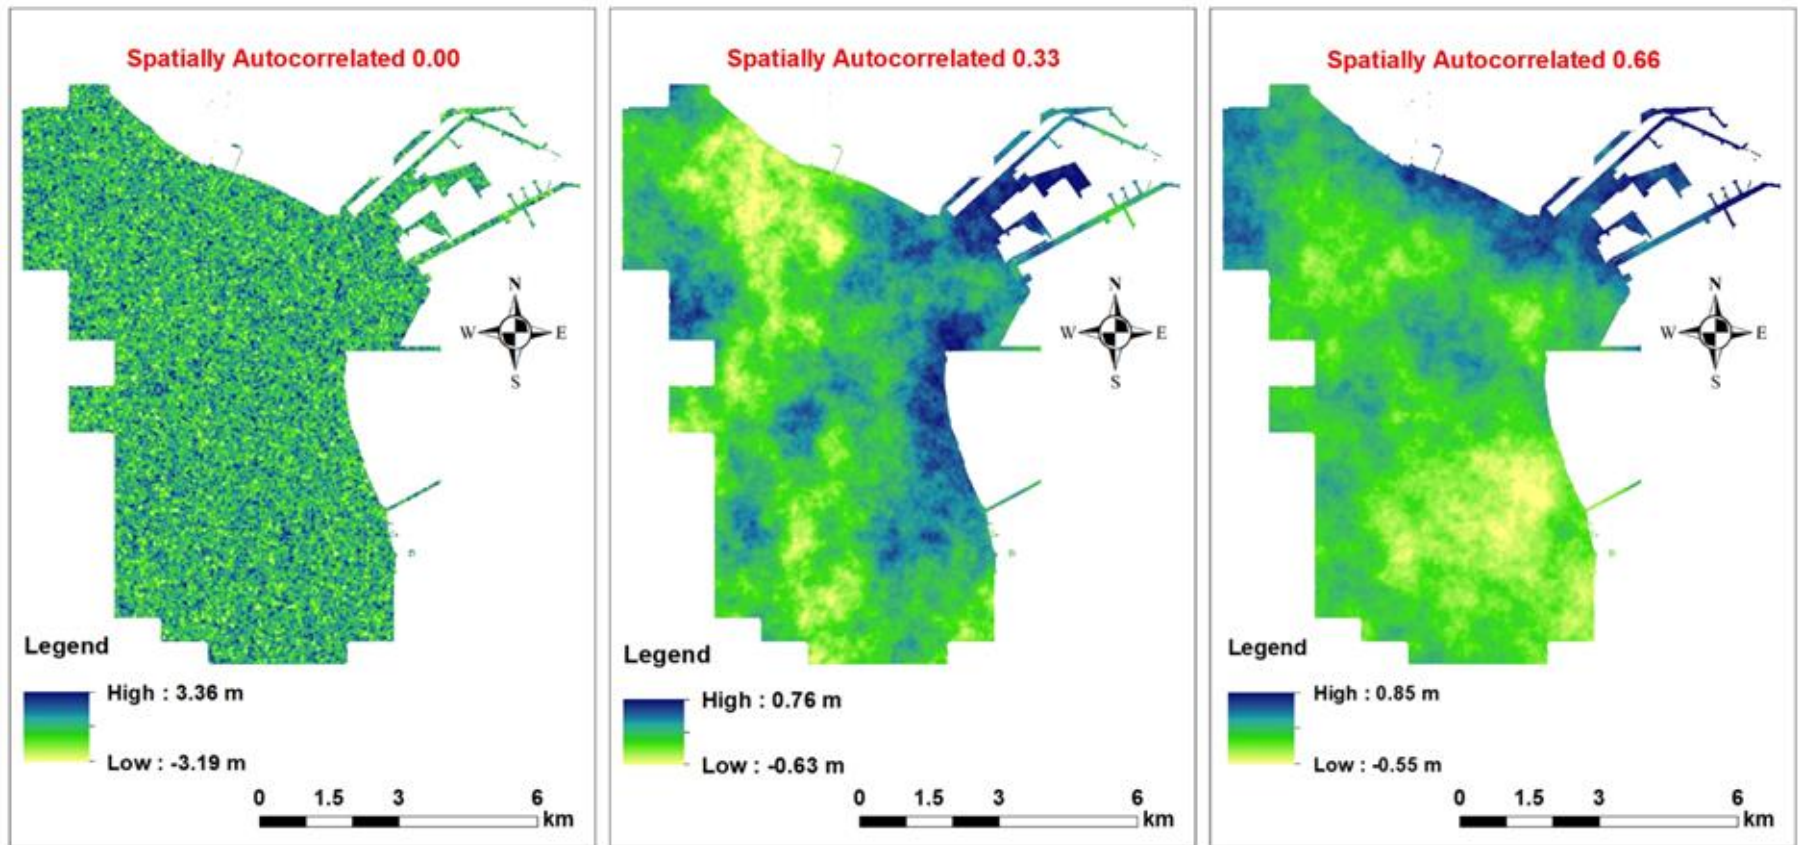 Spatially Autocorrelated 0.00
N
W E
S
Legend
High : 3.36 m
Low : -3.19 m
0 1.5 3 6
km
Spatially Autocorrelated 0.33
N
W E
S
Legend
High : 0.76 m
Low : -0.63 m
0 1.5 3 6
km
Spatially Autocorrelated 0.66
N
W E
S
Legend
High : 0.85 m
Low : -0.55 m
0 1.5 3 6
km